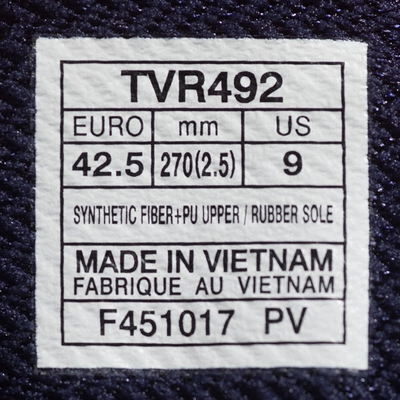 TVR492
EURO mm US
42.5 270(2.5) 9
SYNTHETIC FIBER+PU UPPER / RUBBER SOLE
MADE IN VIETNAM
FABRIQUE AU VIETNAM
F451017 PV